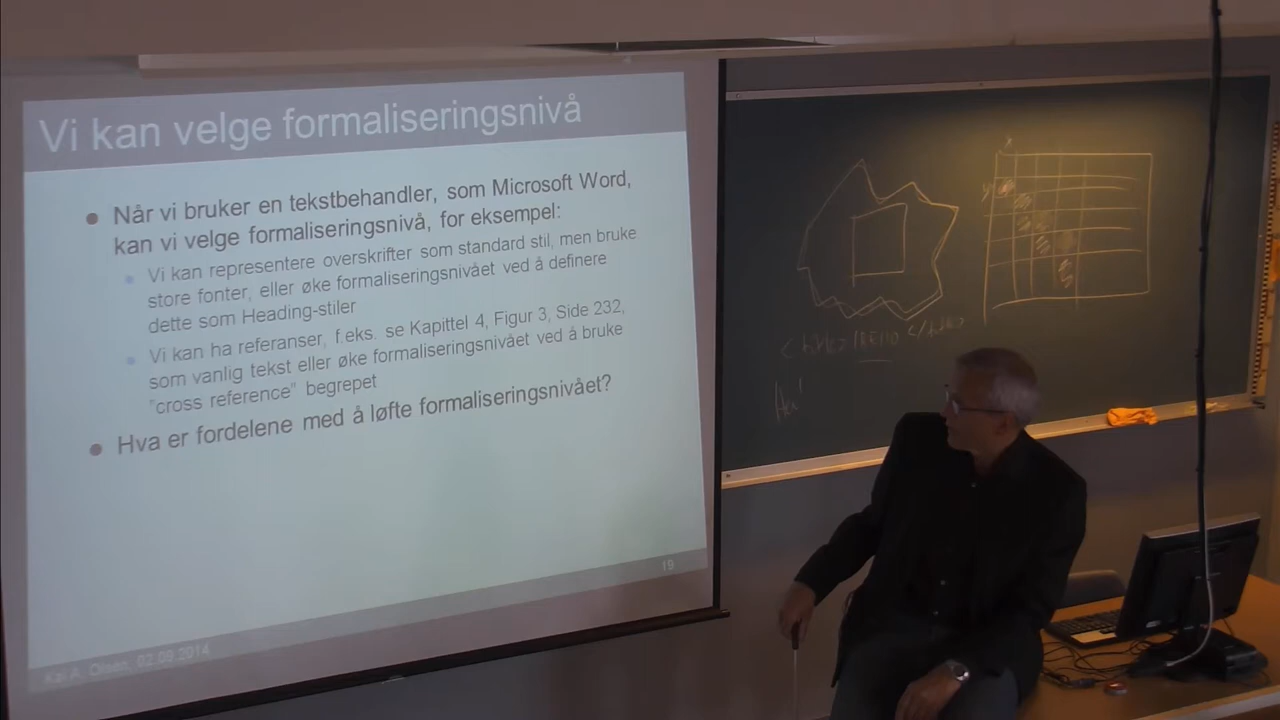 Vi kan velge formaliseringsnivå
Når vi bruker en tekstbehandler, som Microsoft Word,
kan vi velge formaliseringsnivå, for eksempel:
Vi kan representere overskrifter som standard stil, men bruke
store fonter, eller øke formaliseringsnivået ved å definere
dette som Heading-stiler
Vi kan ha referanser, f.eks. se Kapittel 4, Figur 3, Side 232,
som vanlig tekst eller øke formaliseringsnivået ved å bruke
"cross reference" begrepet
Hva er fordelene med å løfte formaliseringsnivået?
19
Kai A. Olsen, 02.09.2014
x
y